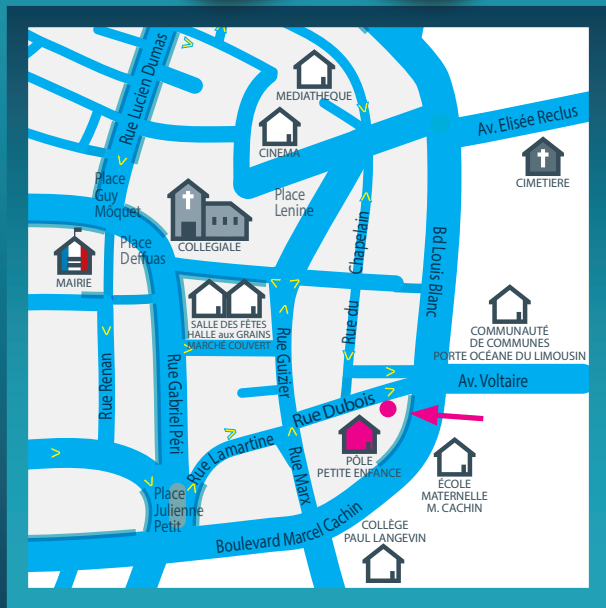 Rue Lucien Dumas
MEDIATHEQUE
CINEMA
Av. Elisée Reclus
CIMETIERE
Place
Guy
Môquet
Place
Lenine
COLLEGIALE
Place
Deffuas
MAIRIE
Rue du Chapelain
Bd Louis Blanc
SALLE DES FÊTES
HALLE aux GRAINS
MARCHÉ COUVERT
COMMUNAUTÉ
DE COMMUNES
PORTE OCÉANE DU LIMOUSIN
Rue Renan
Rue Gabriel Péri
Rue Guizier
Av. Voltaire
Rue Dubois
Rue Lamartine
PÔLE
PETITE ENFANCE
Rue Marx
ÉCOLE
MATERNELLE
M. CACHIN
Place
Julienne
Petit
Boulevard Marcel Cachin
COLLÈGE
PAUL LANGEVIN